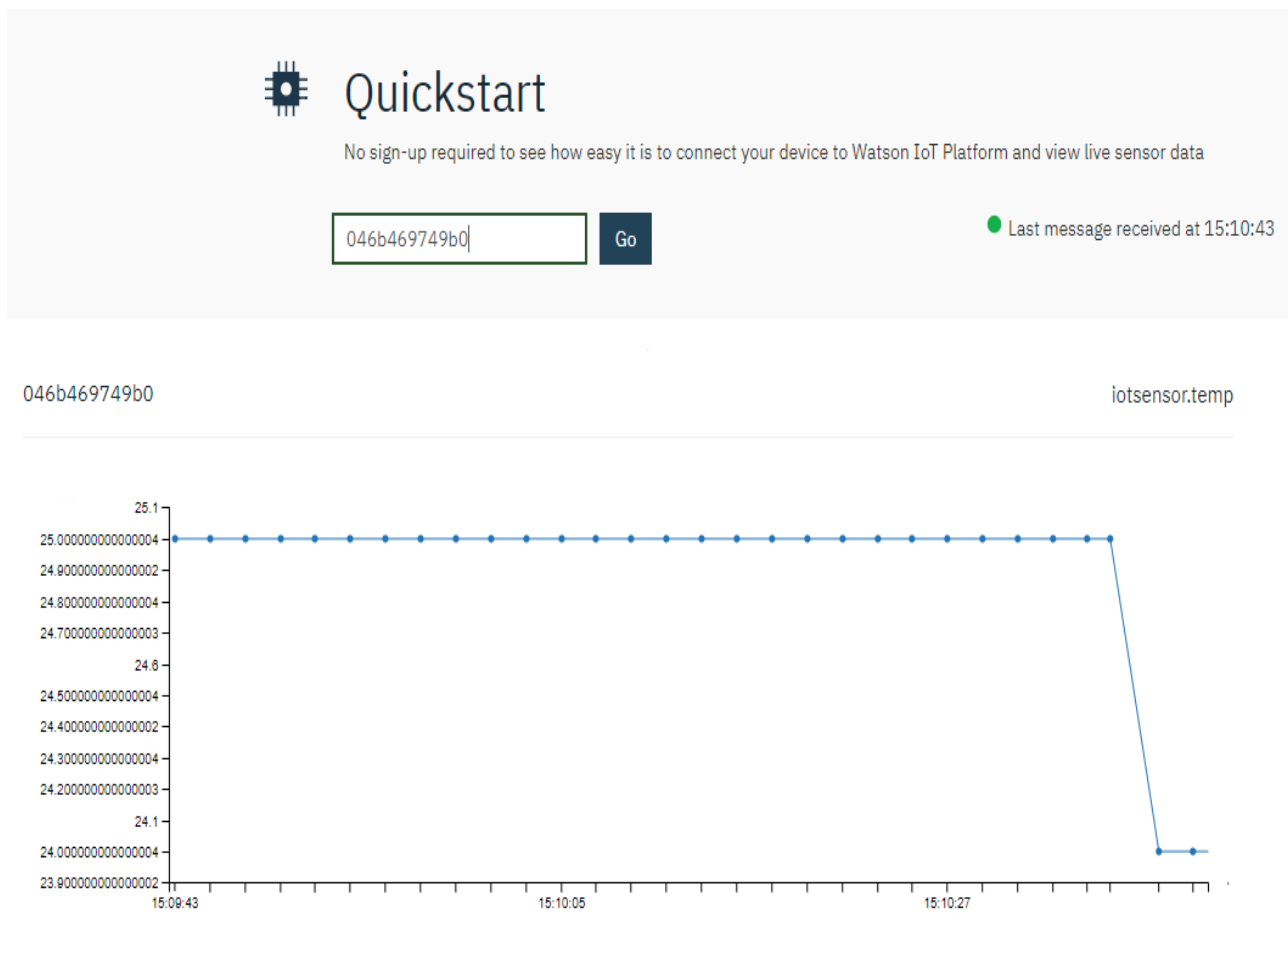 Quickstart
No sign-up required to see how easy it is to connect your device to Watson IoT Platform and view live sensor data
046b469749b0
Go
Last message received at 15:10:43
046b469749b0
iotsensor.temp
25.1
25.000000000000004
24.900000000000002
24.800000000000004
24.700000000000003
24.6
24.500000000000004
24.400000000000002
24.300000000000004
24.200000000000003
24.1
24.000000000000004
23.900000000000002
15:09:43
15:10:05
15:10:27